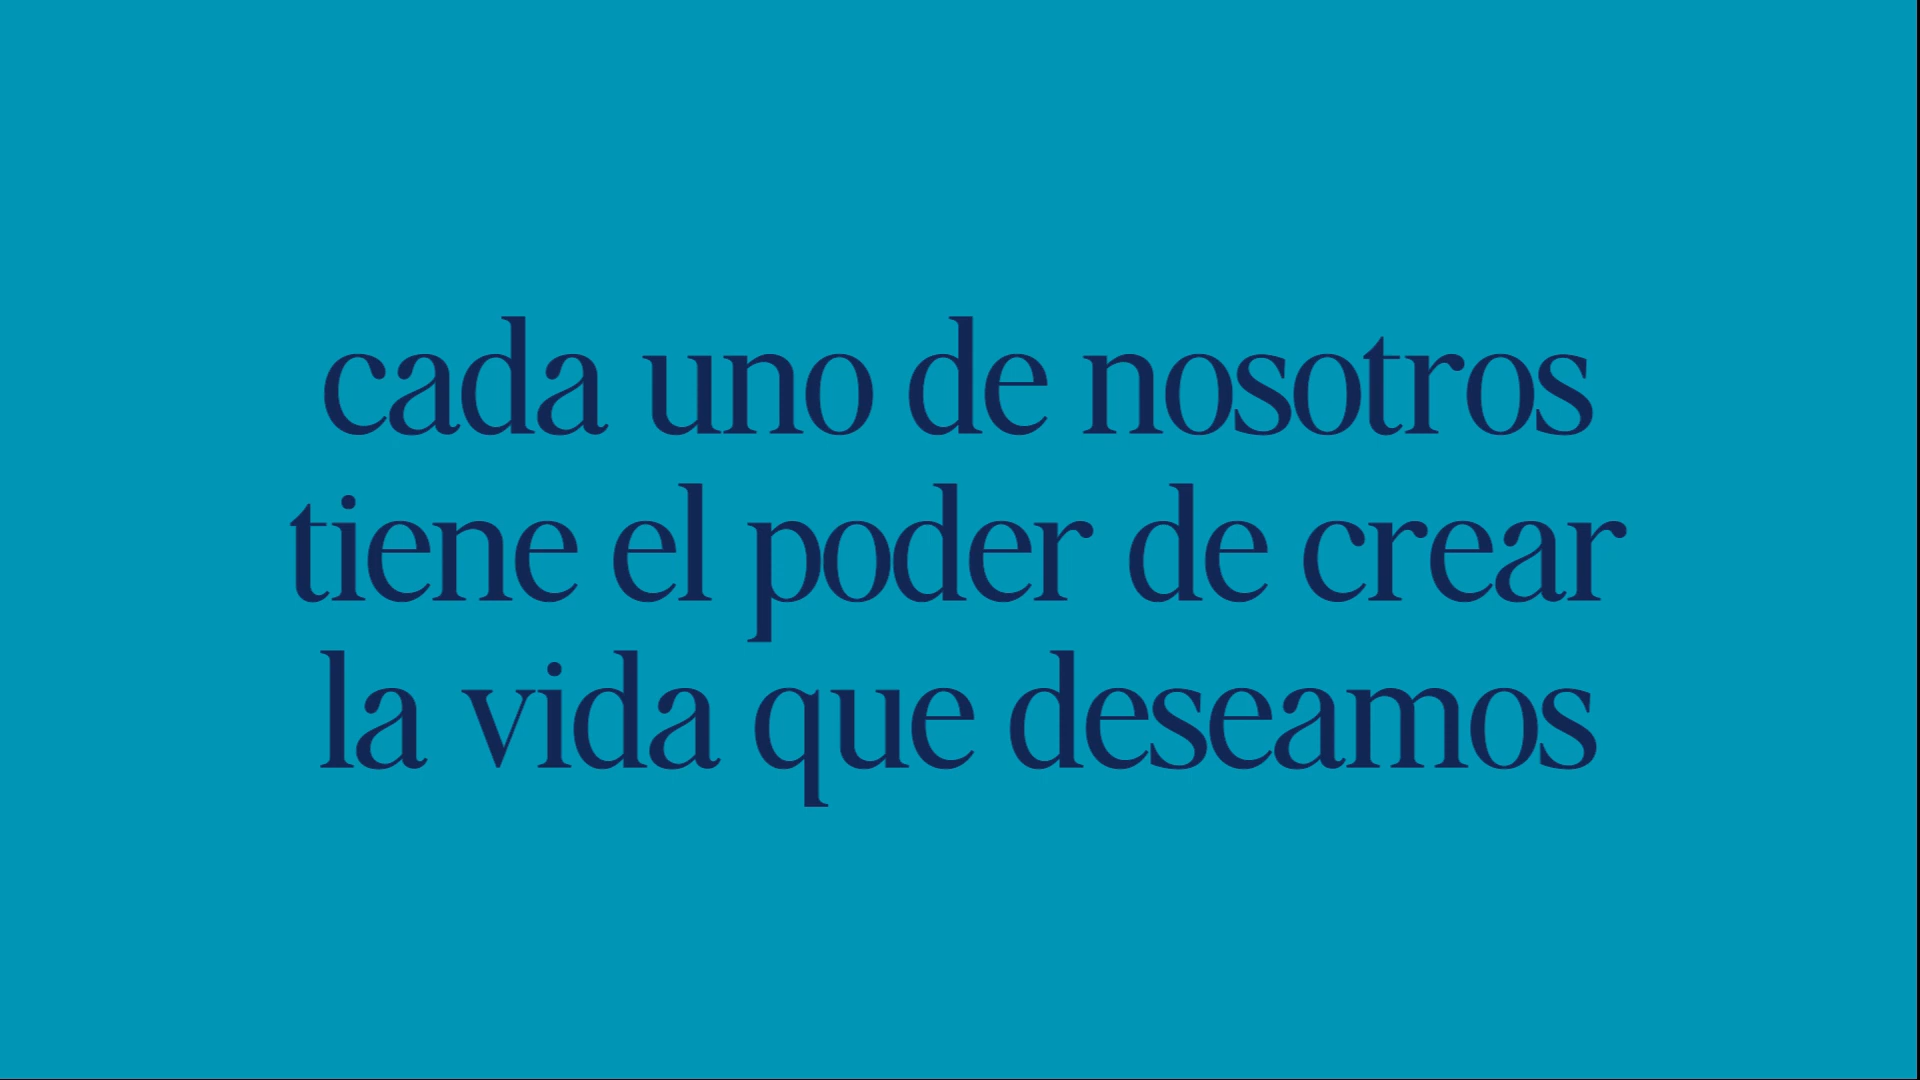 cada uno de nosotros
tiene el poder de crear
la vida que deseamos